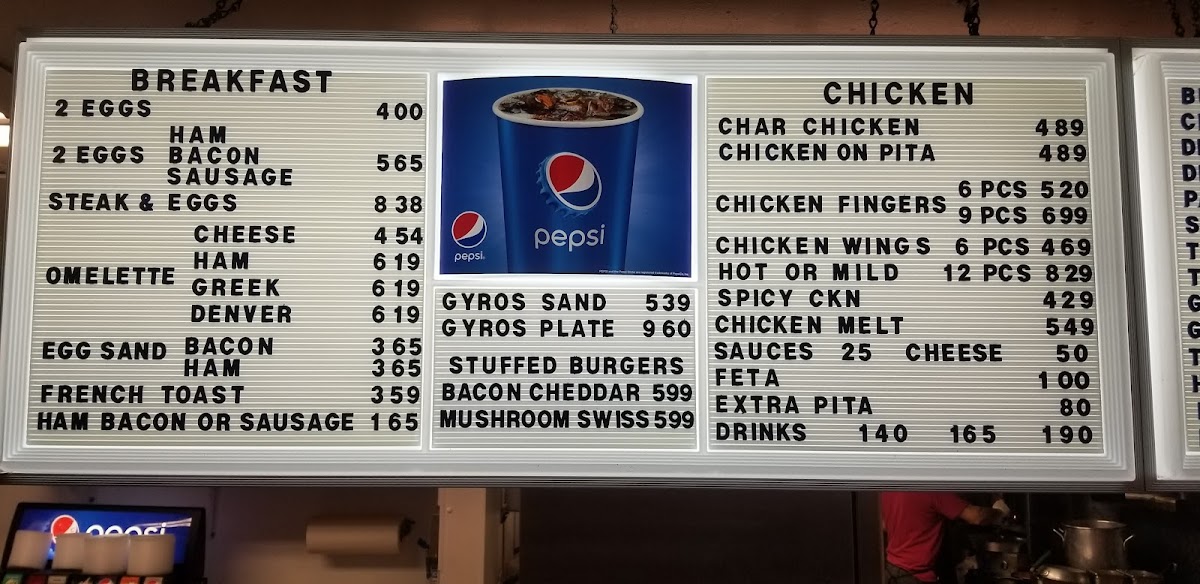 BREAKFAST
2 EGGS 400
HAM
2 EGGS BACON 565
SAUSAGE
STEAK & EGGS 838
CHEESE 454
OMELETTE HAM 619
GREEK 619
DENVER 619
EGG SAND BACON 365
HAM 365
FRENCH TOAST 359
HAM BACON OR SAUSAGE 165
pepsi
pepsi
GYROS SAND 539
GYROS PLATE 960
STUFFED BURGERS
BACON CHEDDAR 599
MUSHROOM SWISS 599
CHICKEN
CHAR CHICKEN 489
CHICKEN ON PITA 489
CHICKEN FINGERS 6 PCS 520
9 PCS 699
CHICKEN WINGS 6 PCS 469
HOT OR MILD 12 PCS 829
SPICY CKN 429
CHICKEN MELT 549
SAUCES 25 CHEESE 50
FETA 100
EXTRA PITA 80
DRINKS 140 165 190
pepsi